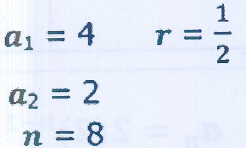 a₁ = 4 r = 1/2
a₂ = 2
n = 8